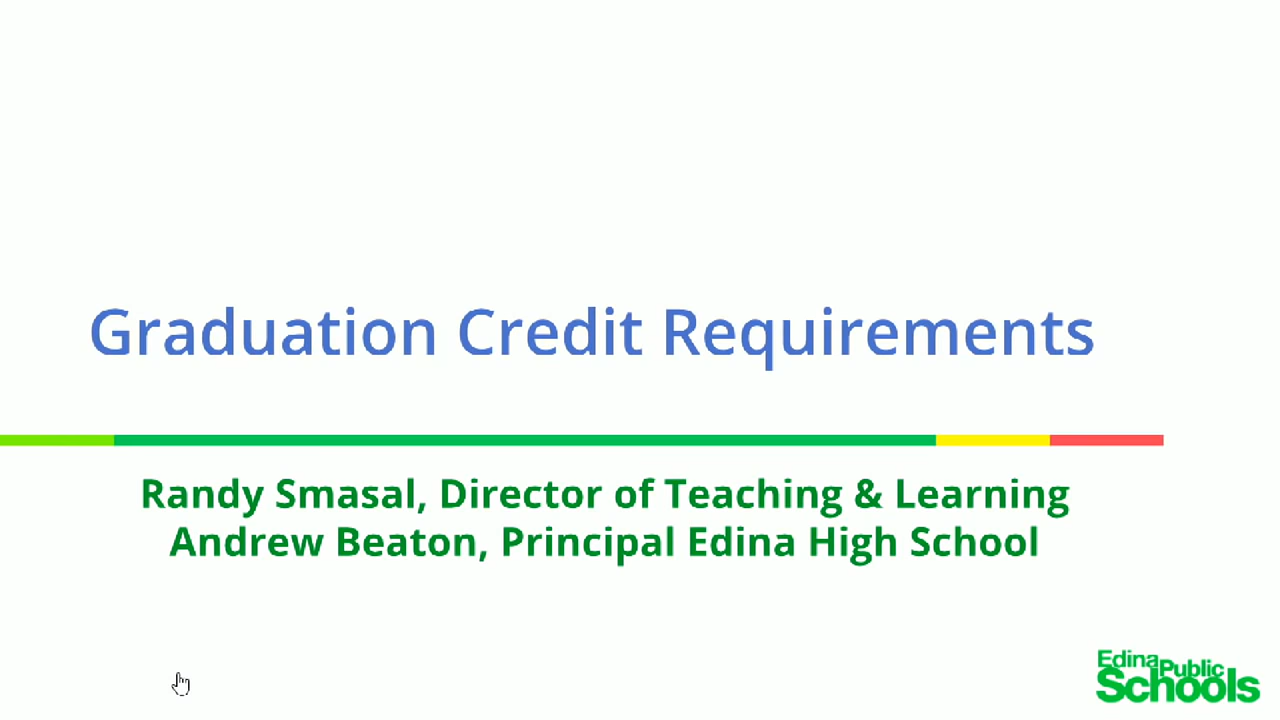 Graduation Credit Requirements
Randy Smasal, Director of Teaching & Learning
Andrew Beaton, Principal Edina High School
Edina Public
Schools